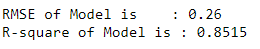 RMSE of Model is    : 0.26
R-square of Model is : 0.8515